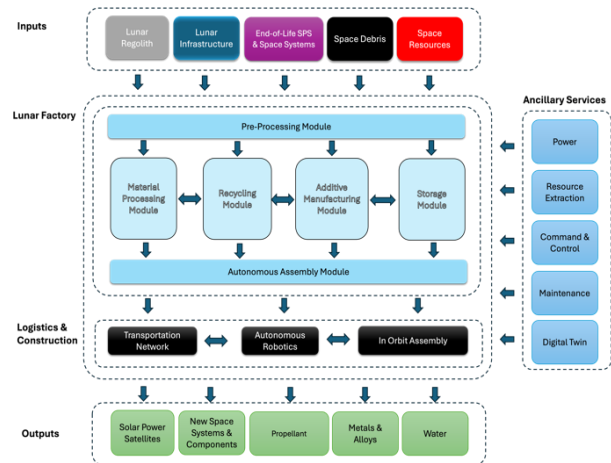 Inputs
Lunar
Regolith
Lunar
Infrastructure
End-of-Life SPS
& Space Systems
Space Debris
Space
Resources
Lunar Factory
Ancillary Services
Pre-Processing Module
Material
Processing
Module
Recycling
Module
Additive
Manufacturing
Module
Storage
Module
Autonomous Assembly Module
Power
Resource
Extraction
Command &
Control
Maintenance
Digital Twin
Logistics &
Construction
Transportation
Network
Autonomous
Robotics
In Orbit Assembly
Outputs
Solar Power
Satellites
New Space
Systems &
Components
Propellant
Metals &
Alloys
Water